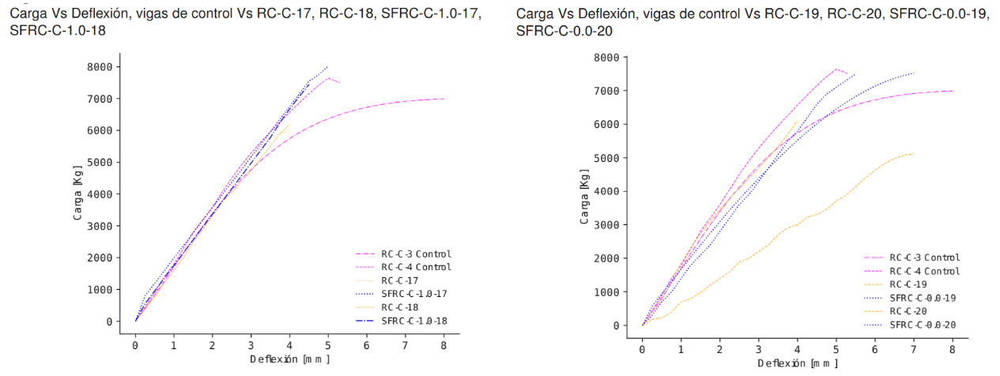 Carga Vs Deflexión, vigas de control Vs RC-C-17, RC-C-18, SFRC-C-1.0-17,
SFRC-C-1.0-18
8000
7000
6000
5000
4000
3000
2000
1000
0
Carga [Kg]
0 1 2 3 4 5 6 7 8
Deflexión [mm]
RC-C-3 Control
RC-C-4 Control
RC-C-17
SFRC-C-1.0-17
RC-C-18
SFRC-C-1.0-18
Carga Vs Deflexión, vigas de control Vs RC-C-19, RC-C-20, SFRC-C-0.0-19,
SFRC-C-0.0-20
8000
7000
6000
5000
4000
3000
2000
1000
0
Carga [Kg]
0 1 2 3 4 5 6 7 8
Deflexión [mm]
RC-C-3 Control
RC-C-4 Control
RC-C-19
SFRC-C-0.0-19
RC-C-20
SFRC-C-0.0-20